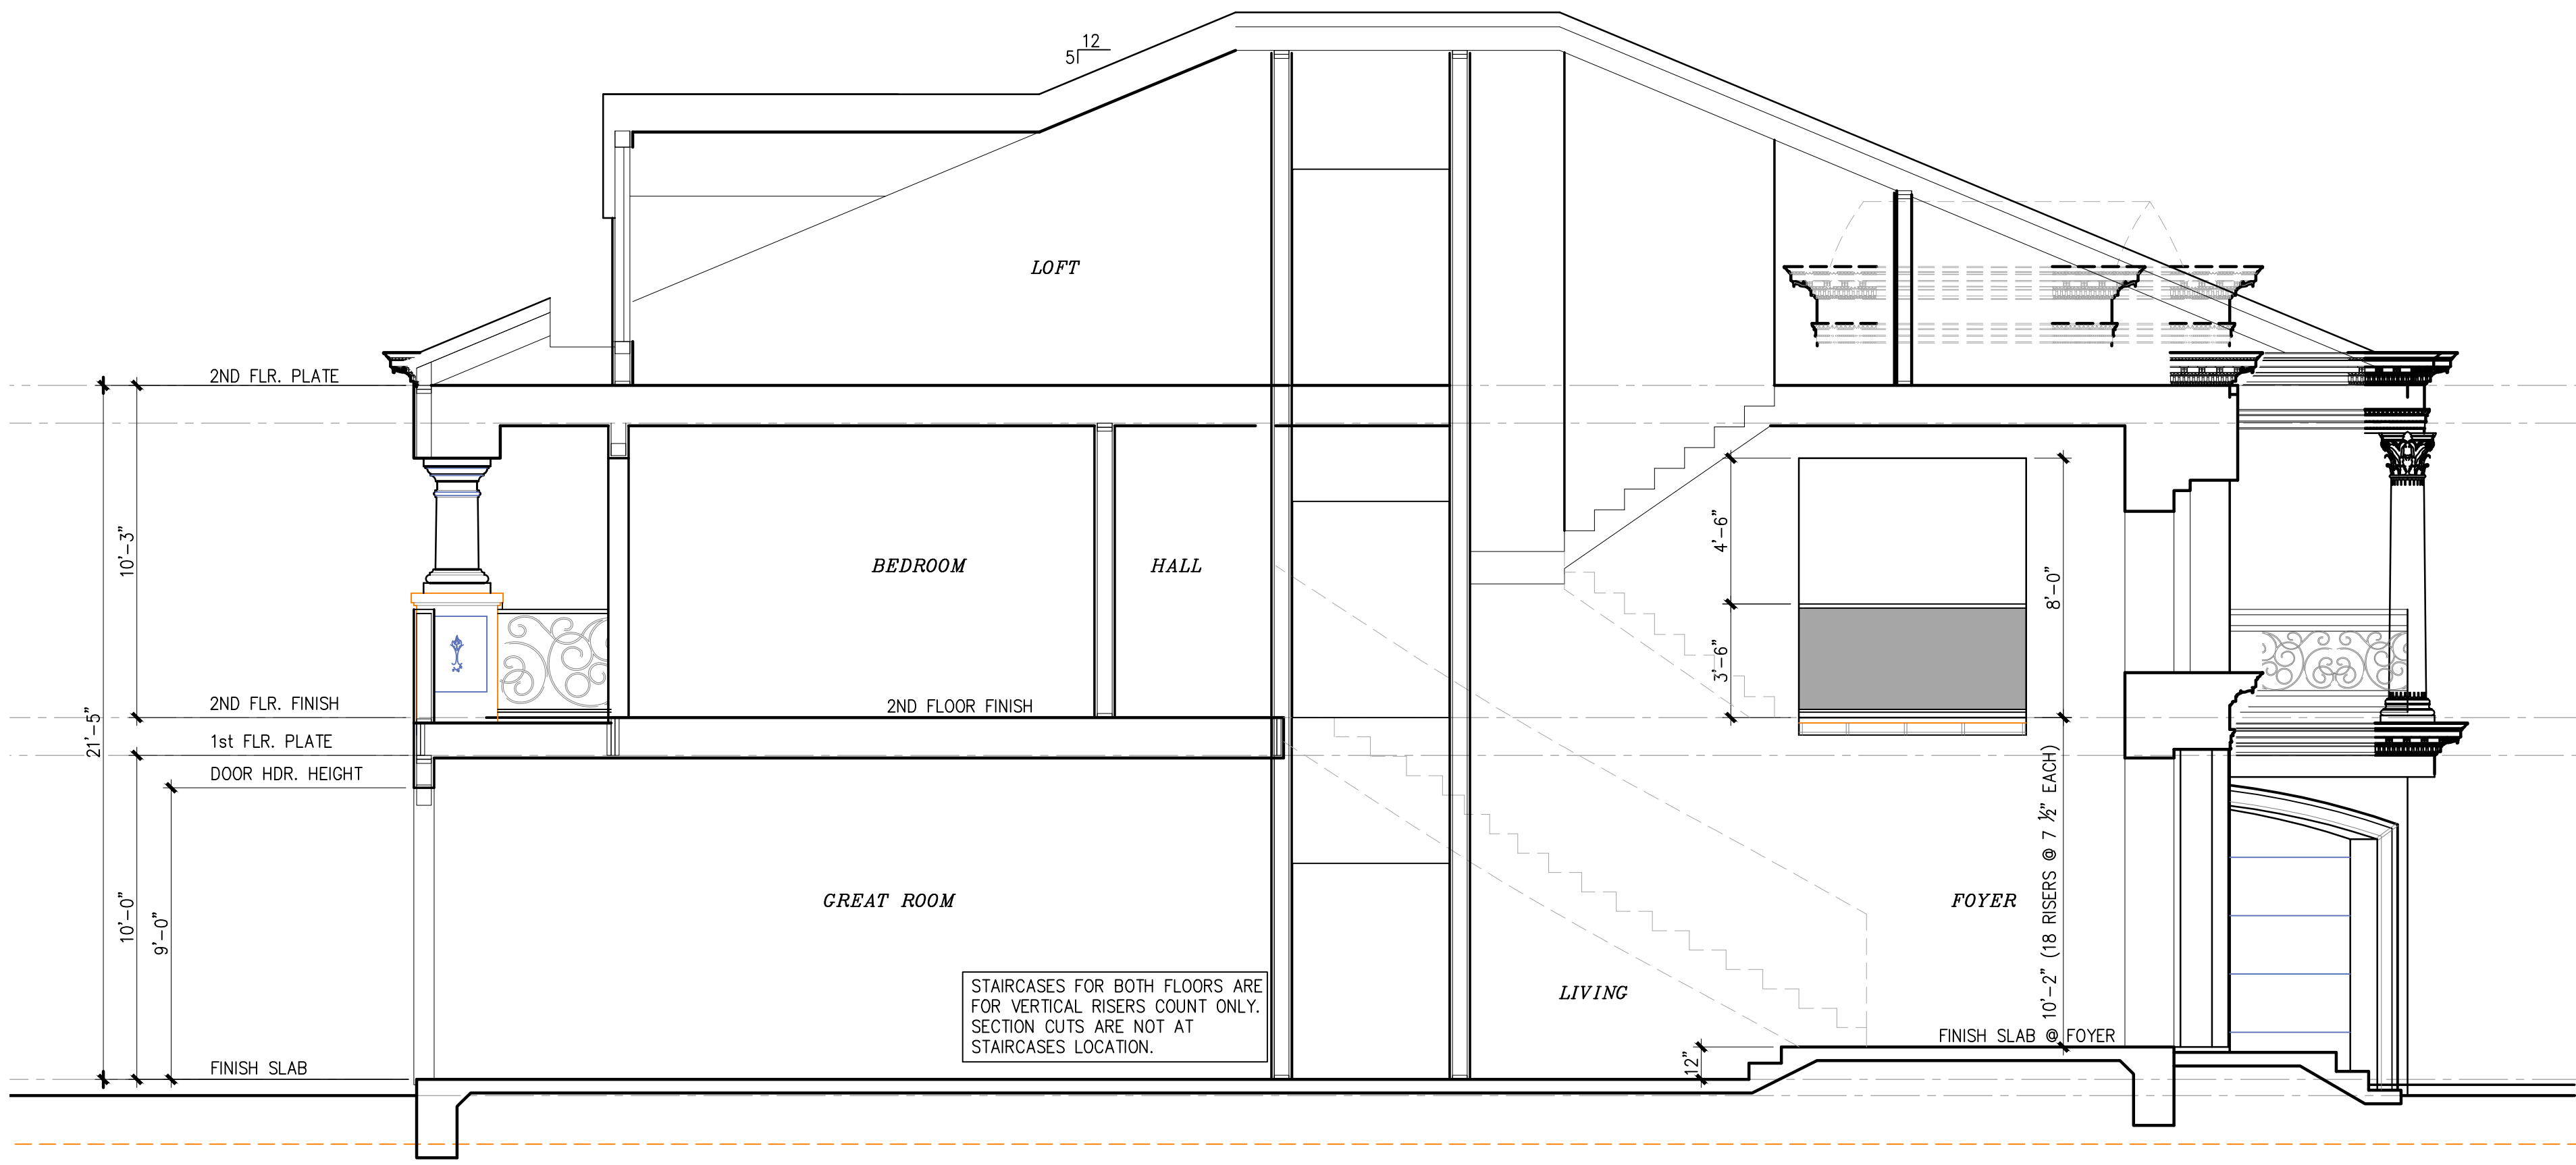 12
5
LOFT
2ND FLR. PLATE
10'-3"
4'-6"
BEDROOM
HALL
8'-0"
3'-6"
2ND FLR. FINISH
2ND FLOOR FINISH
21'-5"
1st FLR. PLATE
DOOR HDR. HEIGHT
10'-0"
9'-0"
GREAT ROOM
FOYER
10'-2" (18 RISERS @ 7 ½" EACH)
STAIRCASES FOR BOTH FLOORS ARE
FOR VERTICAL RISERS COUNT ONLY.
SECTION CUTS ARE NOT AT
STAIRCASES LOCATION.
LIVING
FINISH SLAB @ FOYER
12"
FINISH SLAB